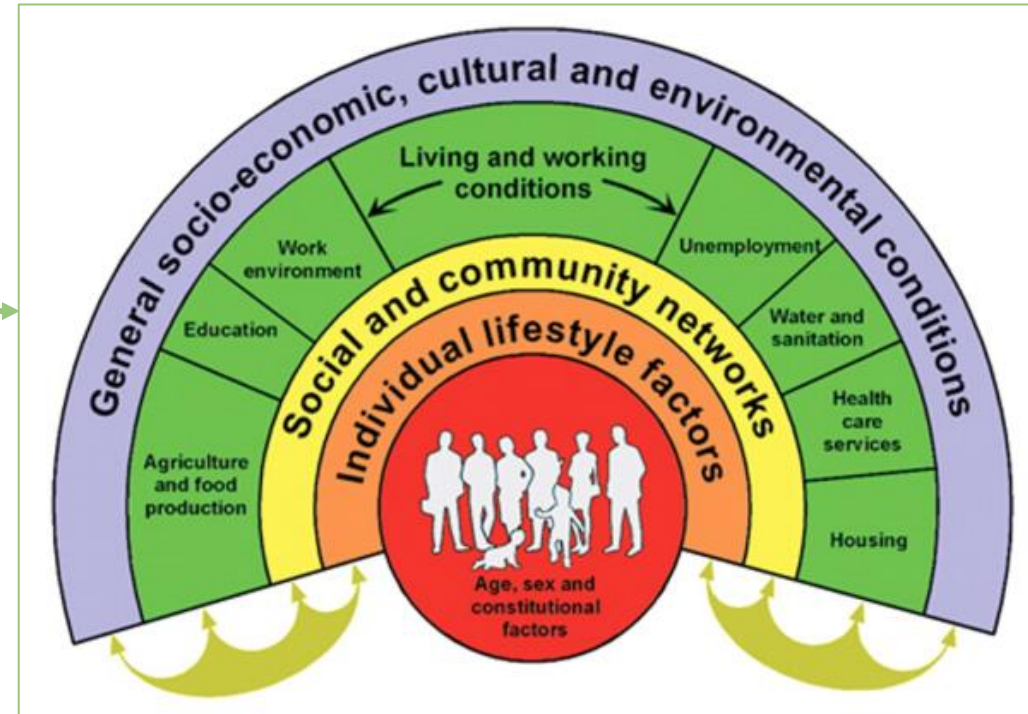 General socio-economic, cultural and environmental conditions
Living and working
conditions
Work
environment
Unemployment
Education
Water and
sanitation
Agriculture
and food
production
Health
care
services
Housing
Social and community networks
Individual lifestyle factors
Age, sex and
constitutional
factors